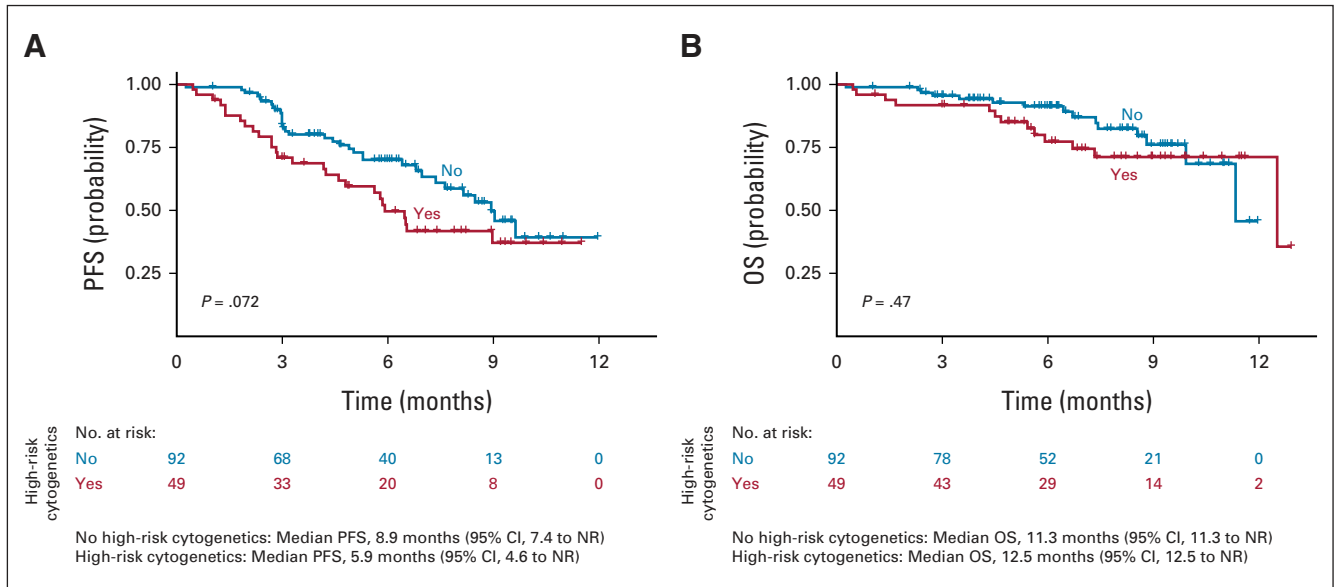 A
PFS (probability)
1.00
0.75
0.50
0.25
No
Yes
P = .072
0 3 6 9 12
Time (months)
High-risk cytogenetics
No. at risk:
No 92 68 40 13 0
Yes 49 33 20 8 0
No high-risk cytogenetics: Median PFS, 8.9 months (95% CI, 7.4 to NR)
High-risk cytogenetics: Median PFS, 5.9 months (95% CI, 4.6 to NR)
B
OS (probability)
1.00
0.75
0.50
0.25
No
Yes
P = .47
0 3 6 9 12
Time (months)
High-risk cytogenetics
No. at risk:
No 92 78 52 21 0
Yes 49 43 29 14 2
No high-risk cytogenetics: Median OS, 11.3 months (95% CI, 11.3 to NR)
High-risk cytogenetics: Median OS, 12.5 months (95% CI, 12.5 to NR)